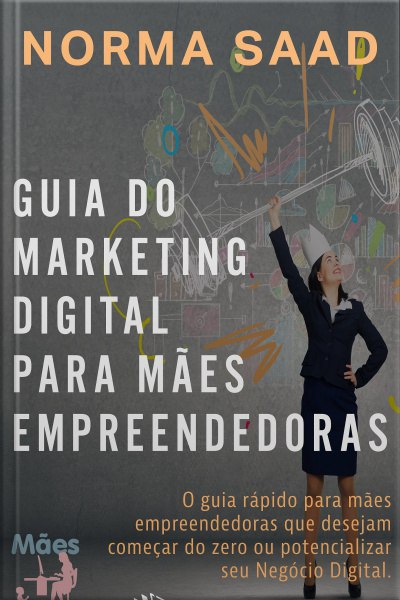 NORMA SAAD
GUIA DO
MARKETING
DIGITAL
PARA MÃES
EMPREENDEDORAS
O guia rápido para mães
empreendedoras que desejam
começar do zero ou potencializar
seu Negócio Digital.
Mães